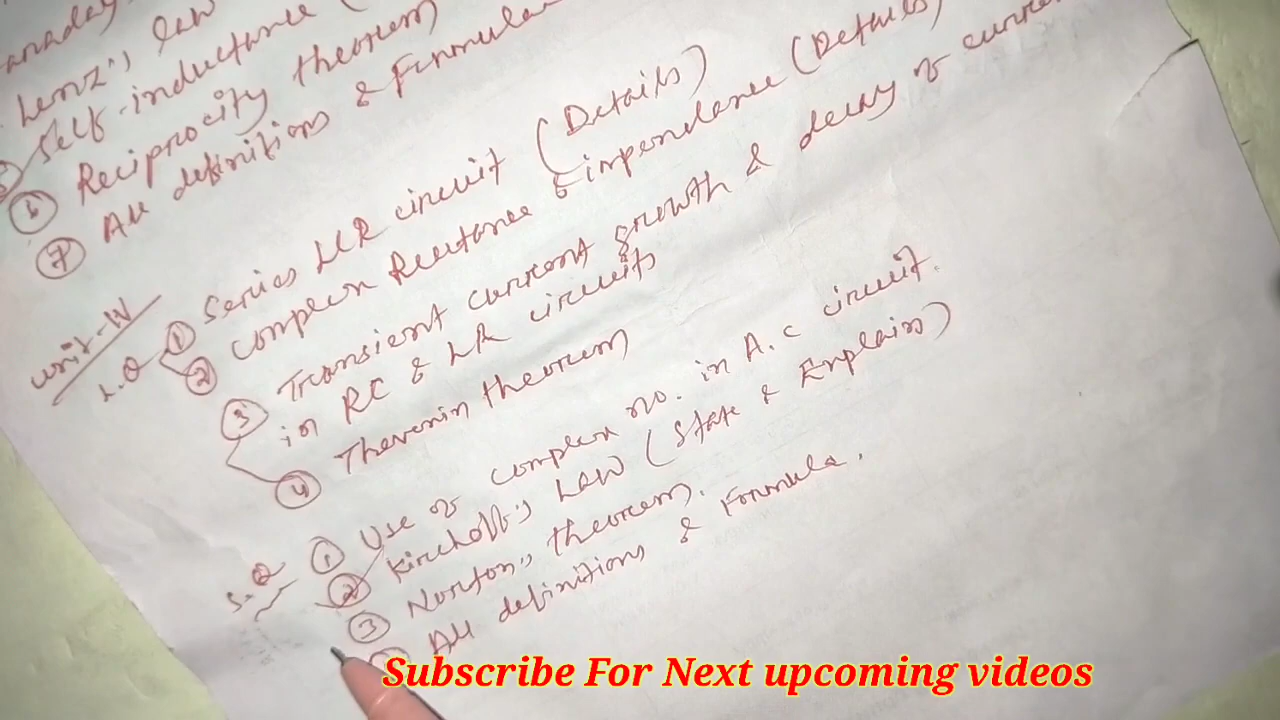 Lenz's law
Self-inductance (
⑥ Reciprocity theorem
⑦ All definitions & Formula
Unit-IV
L.Q ① Series LCR circuit (Details)
② Complex Reactance & impendance (Details)
③ Transient current growth & decay of current
in RC & LR circuits
④ Thevenin theorem
S.Q ① Use of complex no. in A.C circuit.
② Kirchoff's Law (State & Explain)
③ Norton's theorem.
All definitions & Formula.
Subscribe For Next upcoming videos